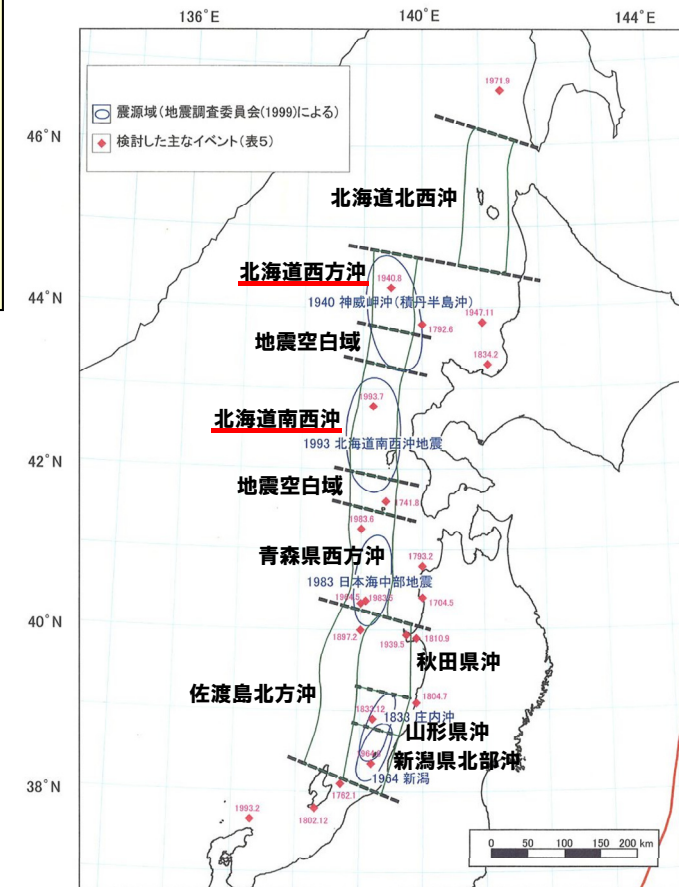 136°E
140°E
144°E
震源域(地震調査委員会(1999)による)
検討した主なイベント(表5)
1971.9
46°N
北海道北西沖
北海道西方沖
1940.8
44°N
1940 神威岬沖(積丹半島沖)
1947.11
1792.6
地震空白域
1834.2
1993.7
北海道南西沖
1993 北海道南西沖地震
42°N
地震空白域
1741.8
1983.6
青森県西方沖
1793.2
1983 日本海中部地震
1964.5
1983.5
1704.5
40°N
1897.2
1939.5
1810.9
秋田県沖
佐渡島北方沖
1804.7
1833.12
1833 庄内沖
山形県沖
新潟県北部沖
1964 新潟
38°N
1762.1
1993.2
1802.12
0 50 100 150 200 km